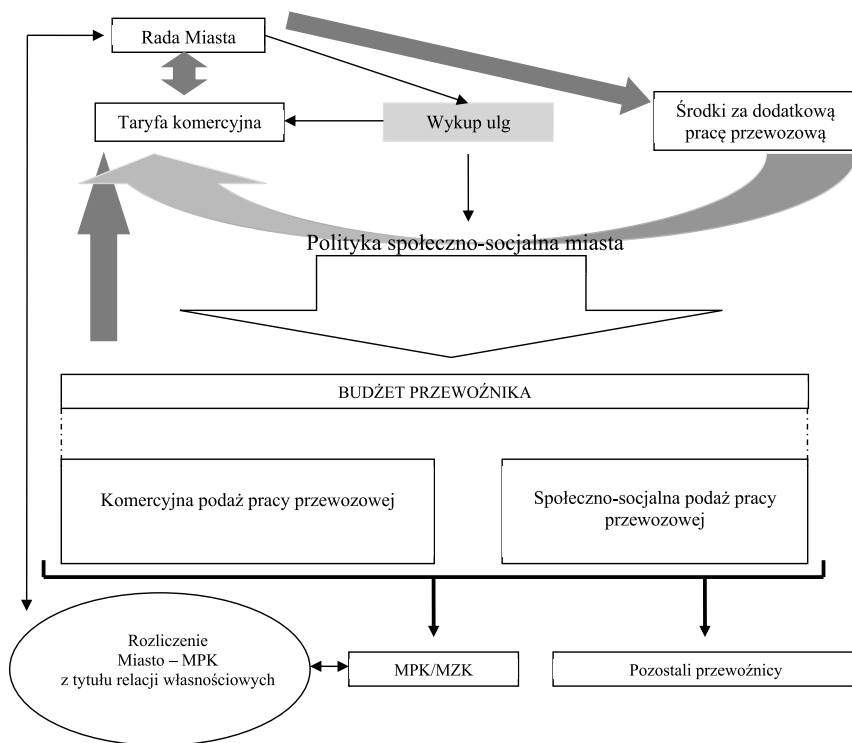 Rada Miasta
Taryfa komercyjna
Wykup ulg
Środki za dodatkową
pracę przewozową
Polityka społeczno-socjalna miasta
BUDŻET PRZEWOŹNIKA
Komercyjna podaż pracy przewozowej
Społeczno-socjalna podaż pracy
przewozowej
Rozliczenie
Miasto – MPK
z tytułu relacji własnościowych
MPK/MZK
Pozostali przewoźnicy